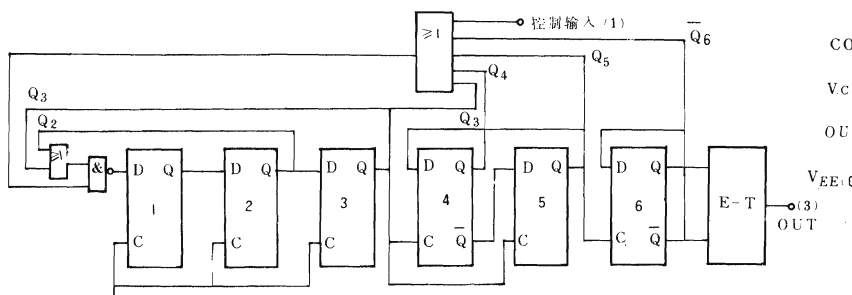 ≥1
控制输入 (1)
Q̅6
CO
Q5
V.C
Q4
Q3
OU
Q2
Q3
≥1
&
D Q
1
C
D Q
2
C
D Q
3
D Q
4
C Q̅
D Q
5
C
D Q
6
C Q̅
E-T
VEE(
(3)
OUT